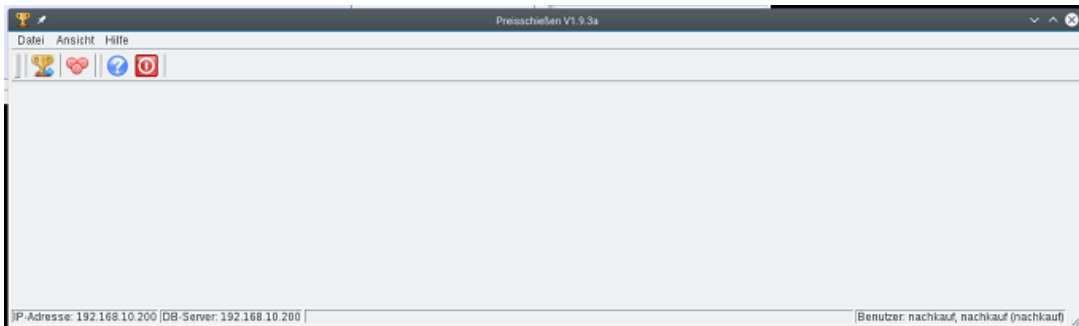 Preisschießen V1.9.3a
Datei Ansicht Hilfe
IP-Adresse: 192.168.10.200 DB-Server: 192.168.10.200 Benutzer: nachkauf, nachkauf (nachkauf)